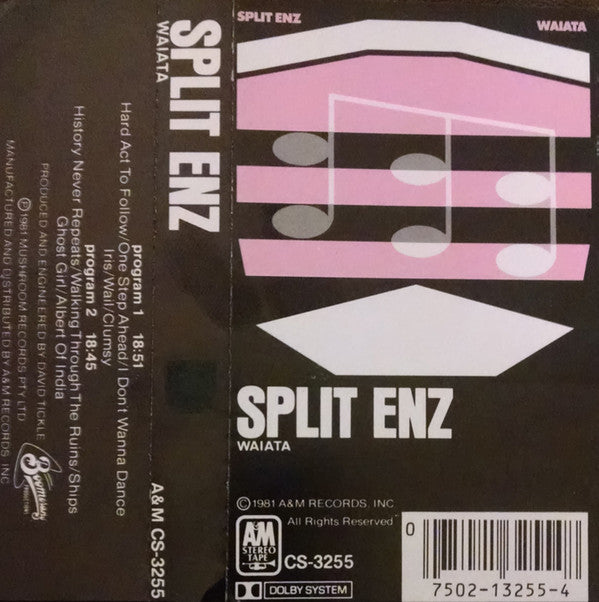 SPLIT ENZ
WAIATA
SPLIT ENZ
WAIATA
© 1981 A&M RECORDS, INC
All Rights Reserved
A&M
STEREO
TAPE
CS-3255
DOLBY SYSTEM
0
7502-13255-4
SPLIT ENZ
WAIATA
A&M CS-3255
program 1 18:51
Hard Act To Follow/One Step Ahead/I Dont Wanna Dance
Iris/Wail/Clumsy
program 2 18:45
History Never Repeats/Walking Through The Ruins/Ships
Ghost Girl/Albert Of India
PRODUCED AND ENGINEERED BY DAVID TICKLE
℗ 1981 MUSHROOM RECORDS PTY LTD
MANUFACTURED AND DISTRIBUTED BY A&M RECORDS, INC
Boomerang
PRODUCTIONS